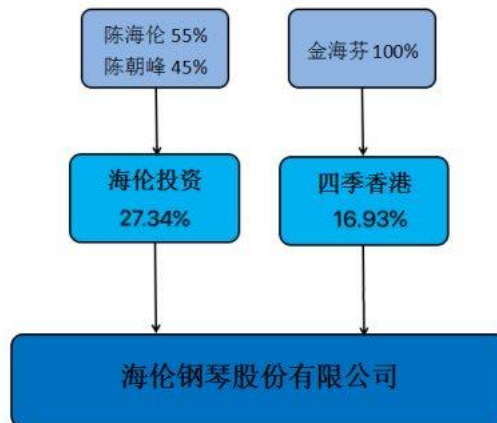 陈海伦 55%
陈朝峰 45%
金海芬 100%
海伦投资
27.34%
四季香港
16.93%
海伦钢琴股份有限公司